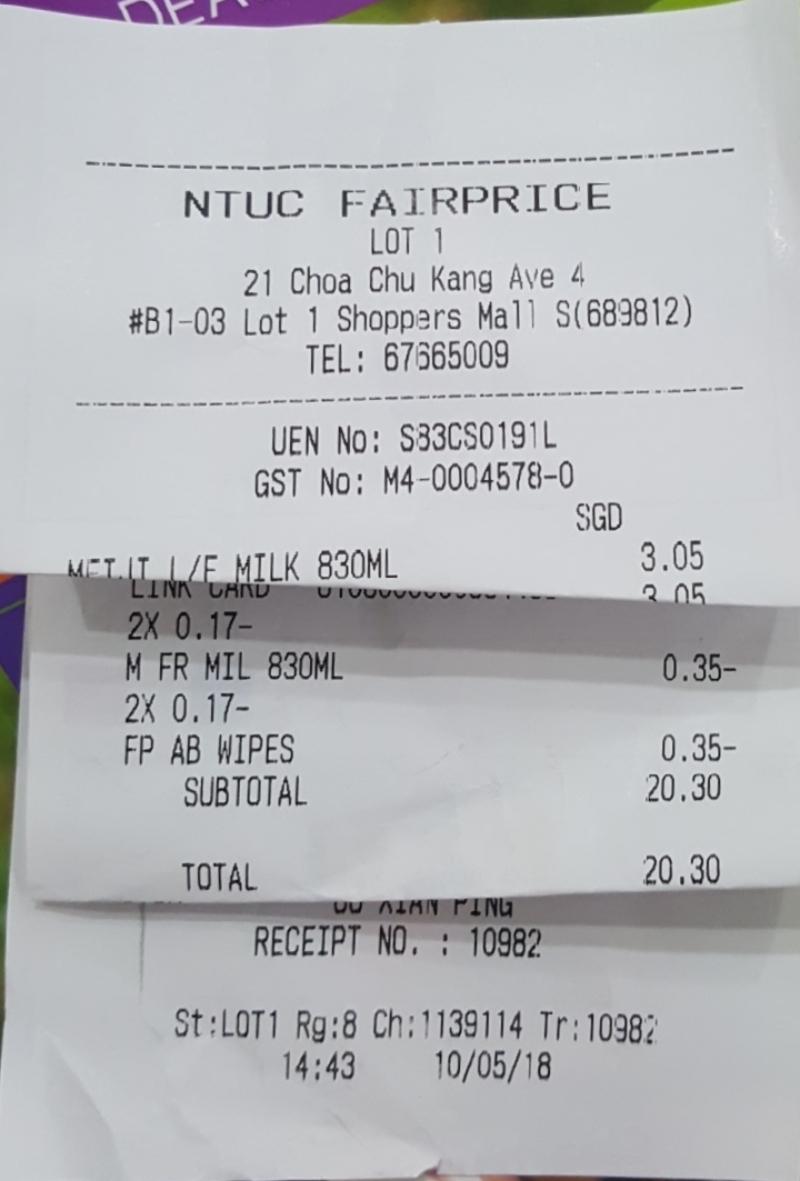 NTUC FAIRPRICE
LOT 1
21 Choa Chu Kang Ave 4
#B1-03 Lot 1 Shoppers Mall S(689812)
TEL: 67665009
UEN No: S83CS0191L
GST No: M4-0004578-0
SGD
L/F MILK 830ML 3.05
LINK CARD 3.05
2X 0.17-
M FR MIL 830ML 0.35-
2X 0.17-
FP AB WIPES 0.35-
SUBTOTAL 20.30
TOTAL 20.30
XIAN PING
RECEIPT NO. : 10982
St:LOT1 Rg:8 Ch:1139114 Tr:10982
14:43 10/05/18